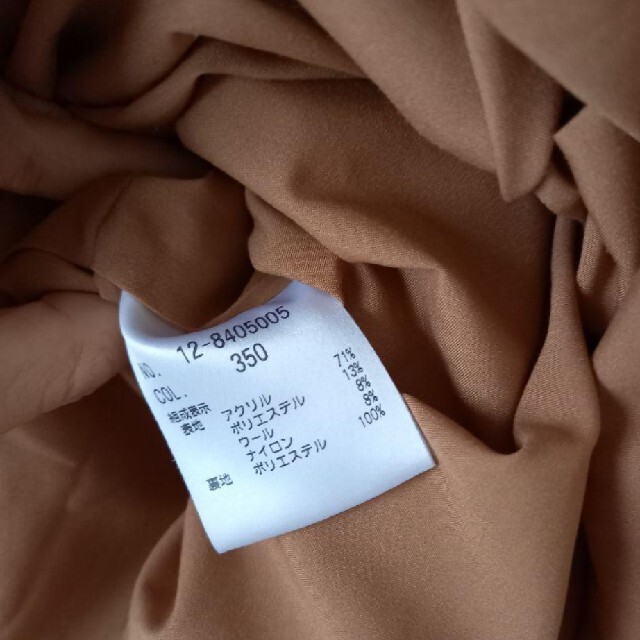 NO. 12-8405005
COL. 350
組成表示
表地 アクリル 71%
ポリエステル 13%
ウール 8%
ナイロン 8%
裏地 ポリエステル 100%